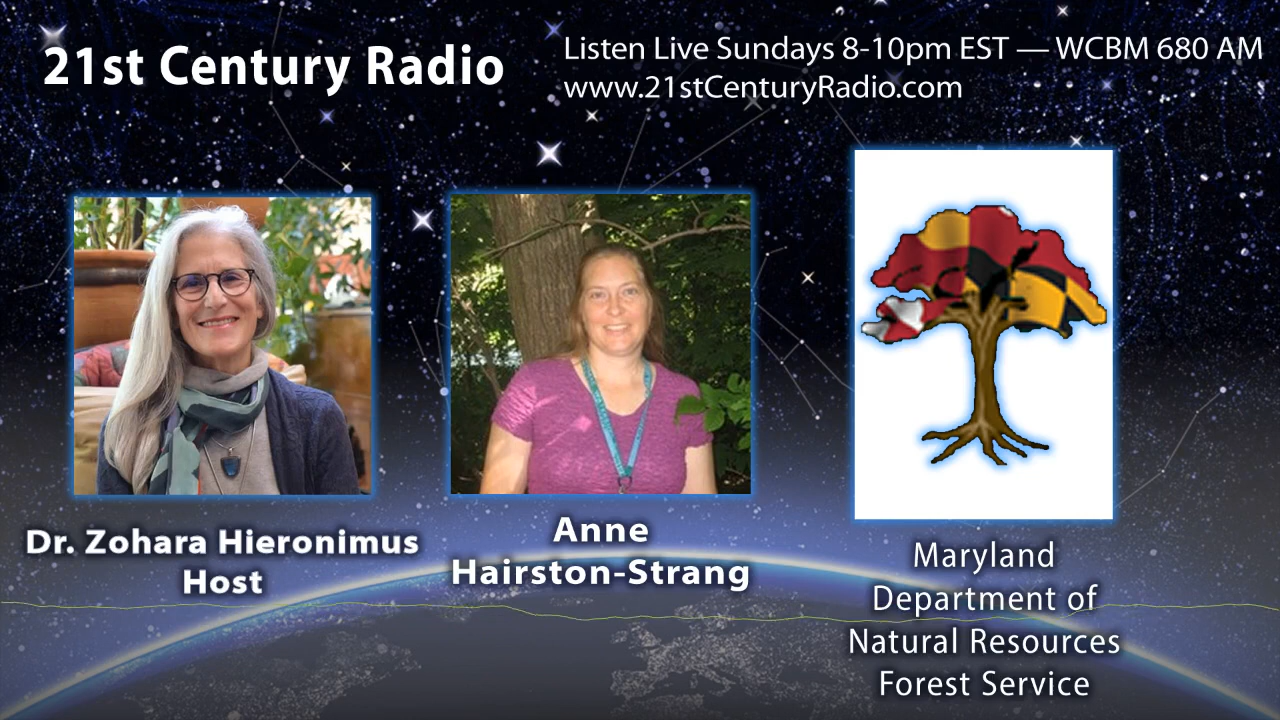 21st Century Radio
Listen Live Sundays 8-10pm EST — WCBM 680 AM
www.21stCenturyRadio.com
Dr. Zohara Hieronimus
Host
Anne
Hairston-Strang
Maryland
Department of
Natural Resources
Forest Service